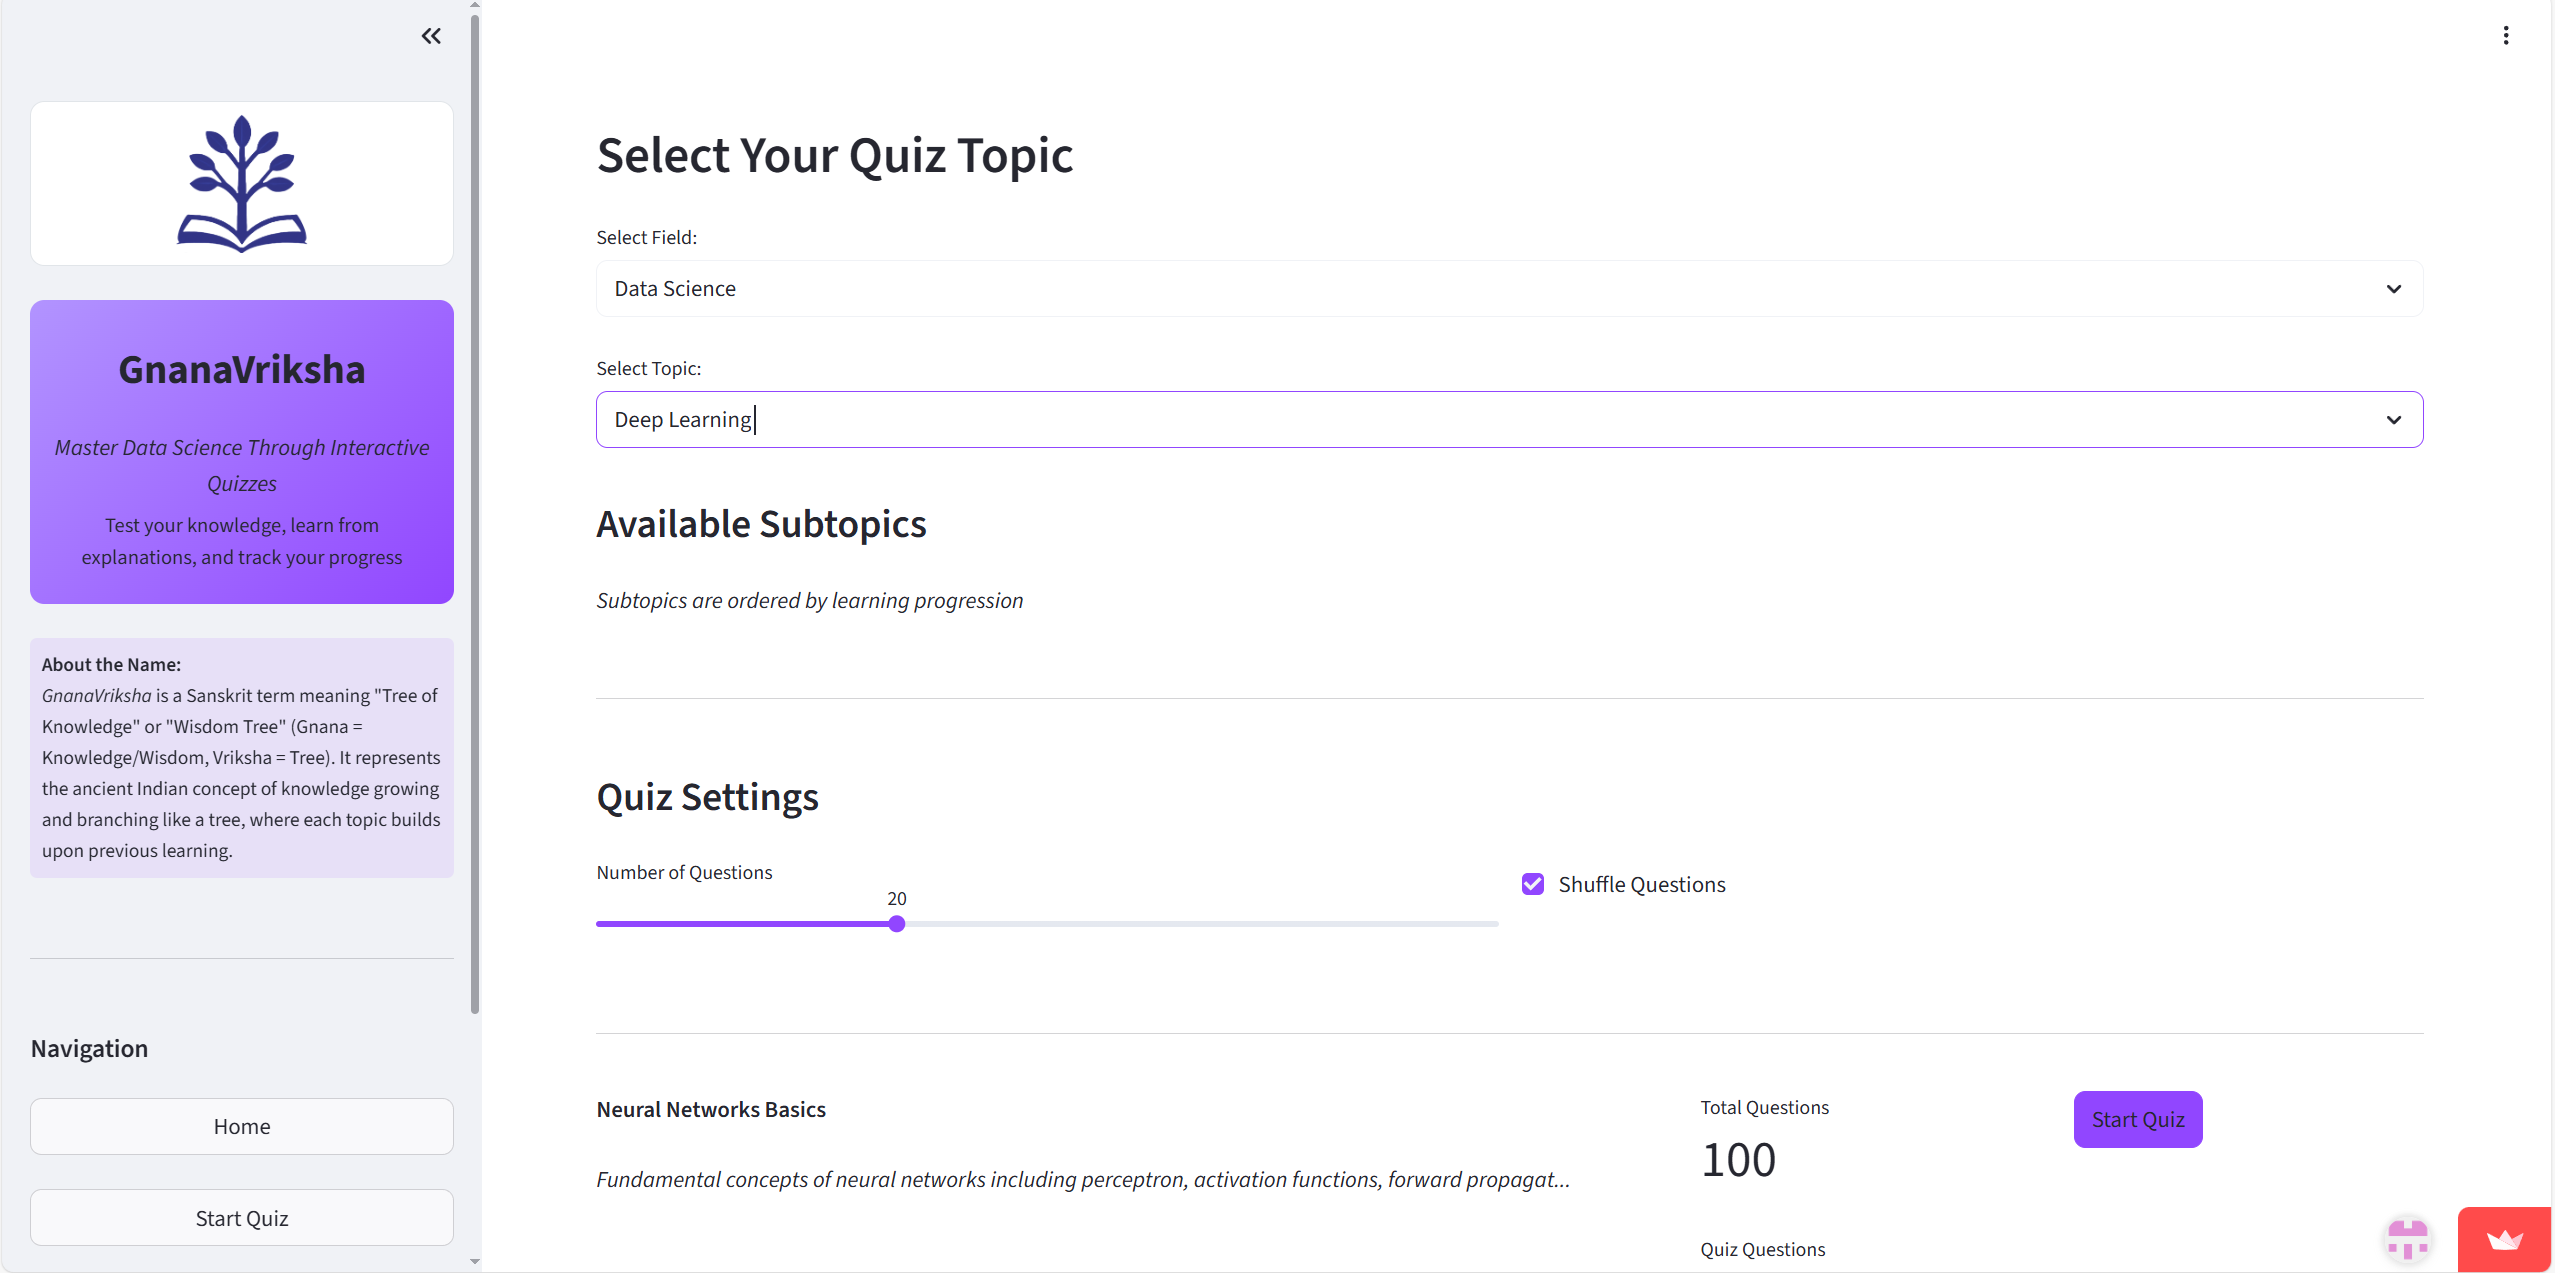 GnanaVriksha
Master Data Science Through Interactive
Quizzes
Test your knowledge, learn from
explanations, and track your progress
About the Name:
GnanaVriksha is a Sanskrit term meaning "Tree of
Knowledge" or "Wisdom Tree" (Gnana =
Knowledge/Wisdom, Vriksha = Tree). It represents
the ancient Indian concept of knowledge growing
and branching like a tree, where each topic builds
upon previous learning.
Navigation
Home
Start Quiz
Select Your Quiz Topic
Select Field:
Data Science
Select Topic:
Deep Learning
Available Subtopics
Subtopics are ordered by learning progression
Quiz Settings
Number of Questions
20
Shuffle Questions
Neural Networks Basics
Fundamental concepts of neural networks including perceptron, activation functions, forward propagat...
Total Questions
100
Quiz Questions
Start Quiz